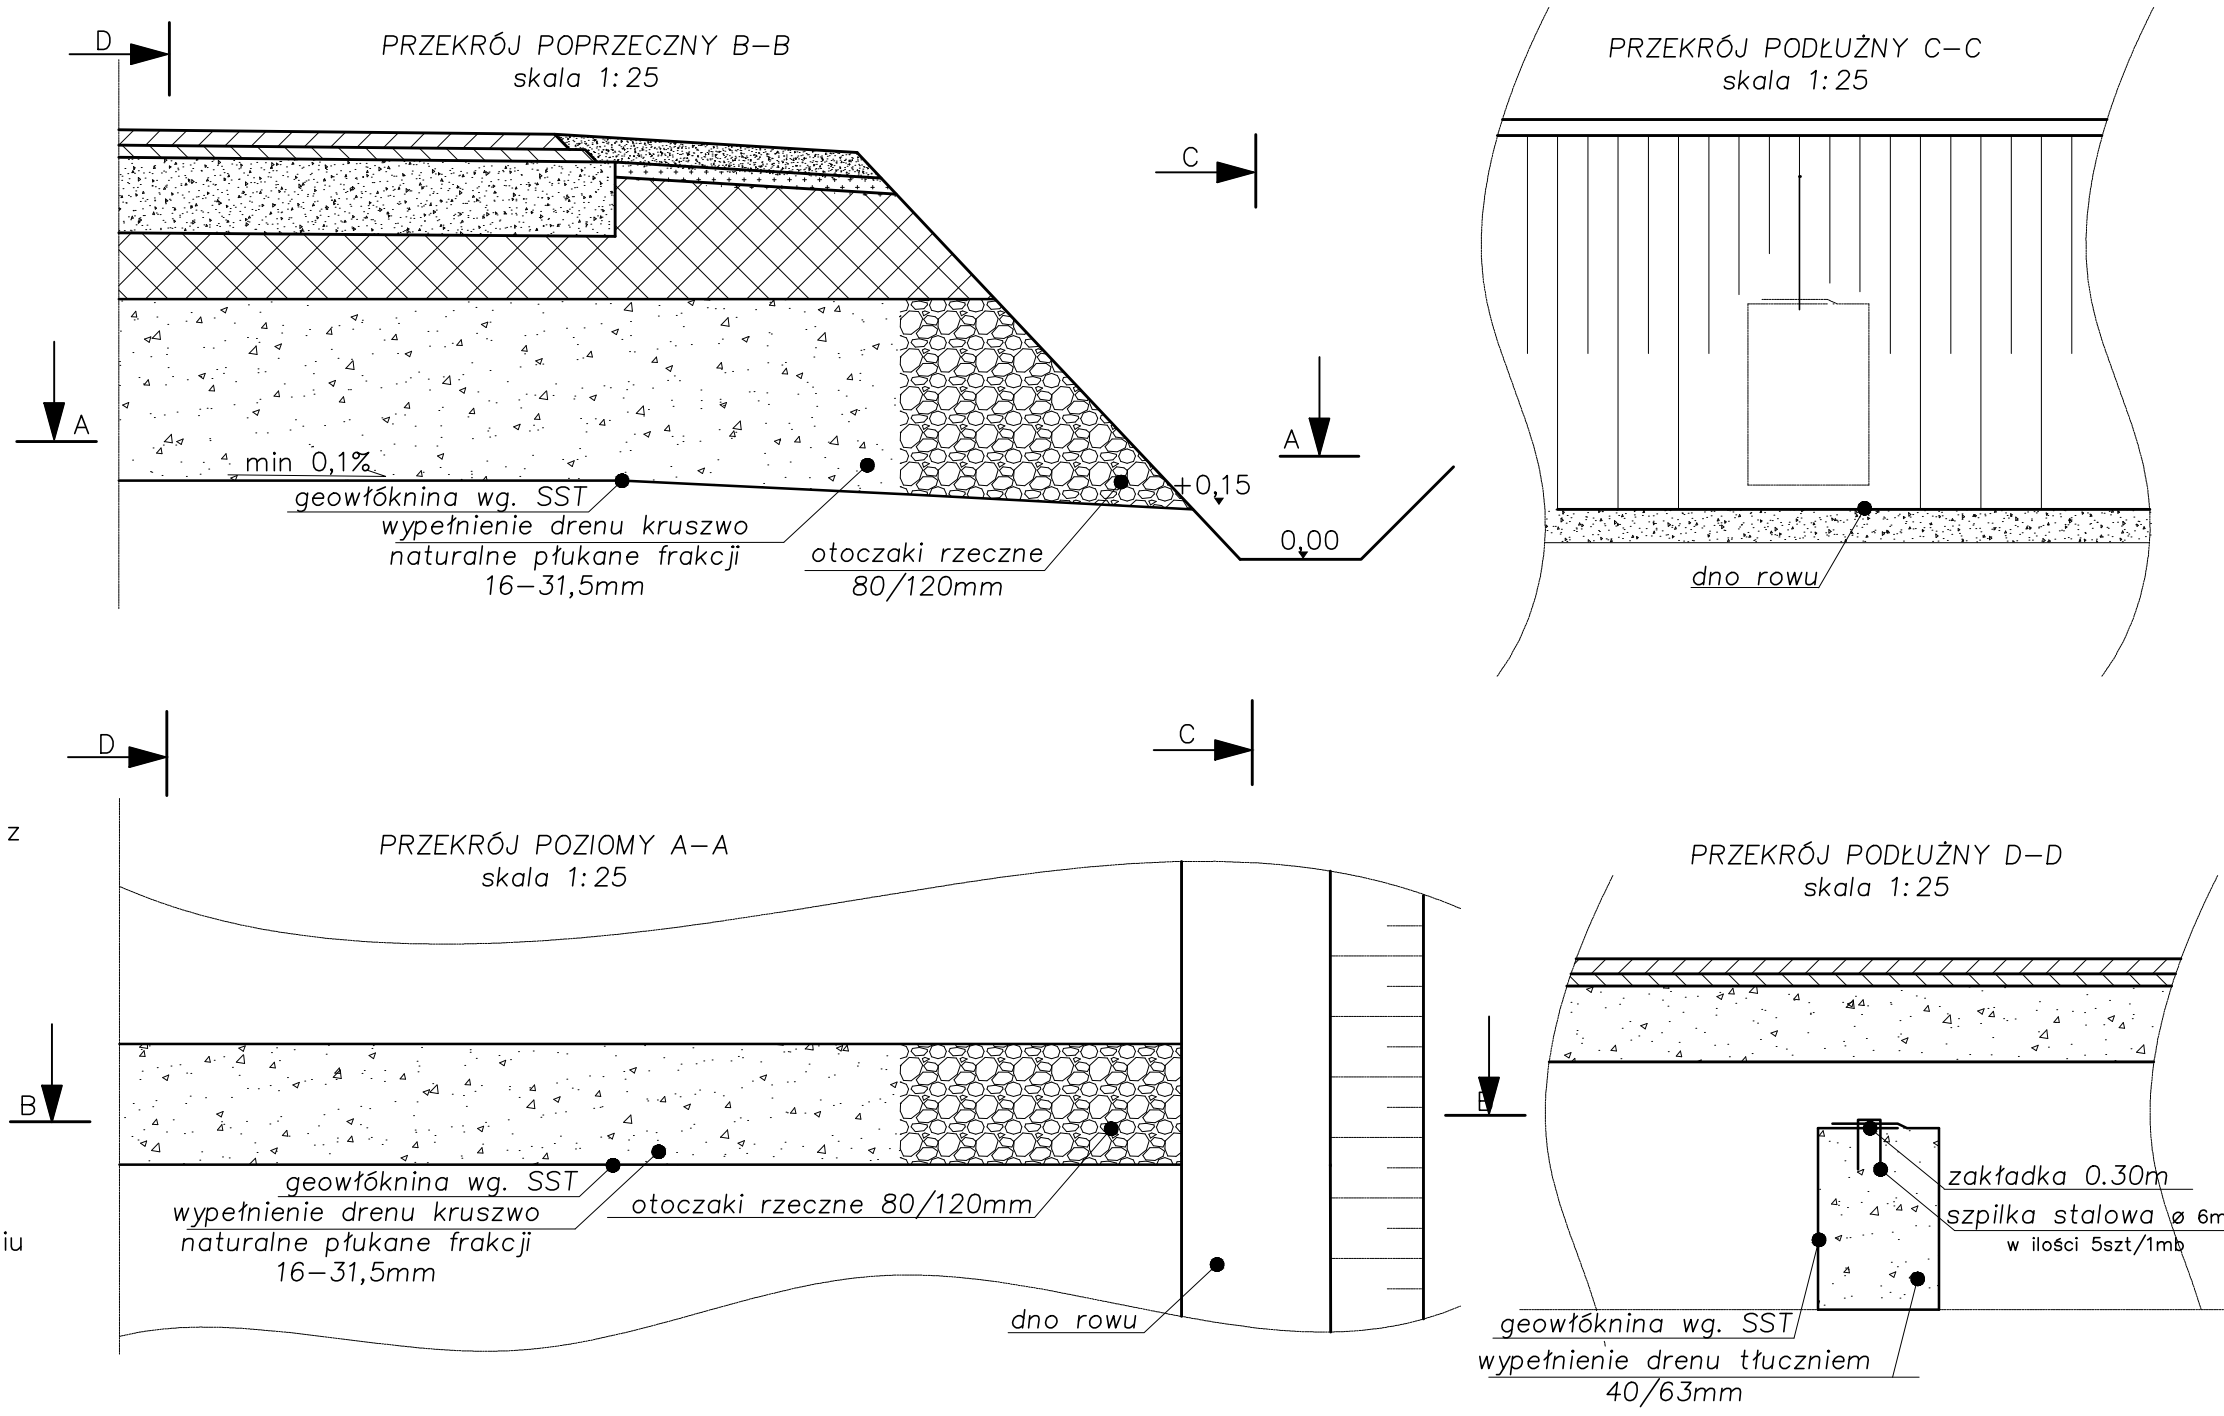 D
PRZEKRÓJ POPRZECZNY B-B
skala 1:25
C
A
A
min 0,1%
geowłóknina wg. SST
wypełnienie drenu kruszwo
naturalne płukane frakcji
16-31,5mm
otoczaki rzeczne
80/120mm
+0,15
0,00
PRZEKRÓJ PODŁUŻNY C-C
skala 1:25
dno rowu
D
C
z
PRZEKRÓJ POZIOMY A-A
skala 1:25
B
geowłóknina wg. SST
wypełnienie drenu kruszwo
naturalne płukane frakcji
16-31,5mm
otoczaki rzeczne 80/120mm
iu
dno rowu
PRZEKRÓJ PODŁUŻNY D-D
skala 1:25
zakładka 0.30m
szpilka stalowa ø 6m
w ilości 5szt/1mb
geowłóknina wg. SST
wypełnienie drenu tłuczniem
40/63mm